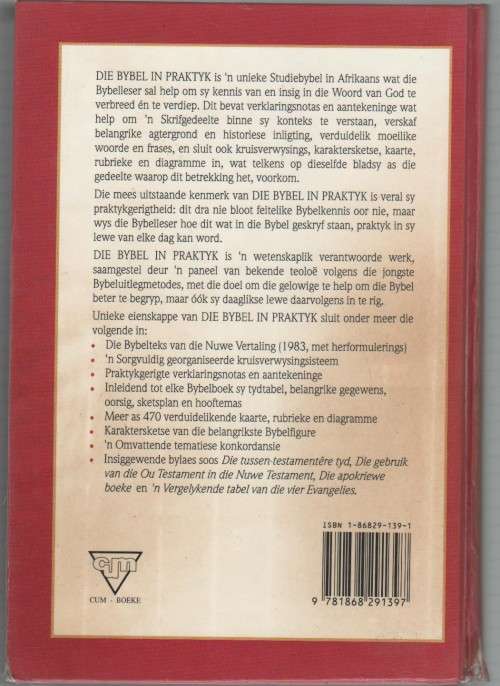 DIE BYBEL IN PRAKTYK is 'n unieke Studiebybel in Afrikaans wat die
Bybelleser sal help om sy kennis van en insig in die Woord van God te
verbreed én te verdiep. Dit bevat verklaringsnotas en aantekeninge wat
help om 'n Skrifgedeelte binne sy konteks te verstaan, verskaf
belangrike agtergrond en historiese inligting, verduidelik moeilike
woorde en frases, en sluit ook kruisverwysings, karaktersketse, kaarte,
rubrieke en diagramme in, wat telkens op dieselfde bladsy as die
gedeelte waarop dit betrekking het, voorkom.
Die mees uitstaande kenmerk van DIE BYBEL IN PRAKTYK is veral sy
praktykgerigtheid: dit dra nie bloot feitelike Bybelkennis oor nie, maar
wys die Bybelleser hoe dit wat in die Bybel geskryf staan, praktyk in sy
lewe van elke dag kan word.
DIE BYBEL IN PRAKTYK is 'n wetenskaplik verantwoorde werk,
saamgestel deur 'n paneel van bekende teoloë volgens die jongste
Bybeluitlegmetodes, met die doel om die gelowige te help om die Bybel
beter te begryp, maar óók sy daaglikse lewe daarvolgens in te rig.
Unieke eienskappe van DIE BYBEL IN PRAKTYK sluit onder meer die
volgende in:
• Die Bybelteks van die Nuwe Vertaling (1983, met herformulerings)
• 'n Sorgvuldig georganiseerde kruisverwysingsisteem
• Praktykgerigte verklaringsnotas en aantekeninge
• Inleidend tot elke Bybelboek sy tydtabel, belangrike gegewens,
oorsig, sketsplan en hooftemas
• Meer as 470 verduidelikende kaarte, rubrieke en diagramme
• Karaktersketse van die belangrikste Bybelfigure
• 'n Omvattende tematiese konkordansie
• Insiggewende bylaes soos Die tussen-testamentêre tyd, Die gebruik
van die Ou Testament in die Nuwe Testament, Die apokriewe
boeke en 'n Vergelykende tabel van die vier Evangelies.
ISBN 1-86829-139-1
cum
CUM - BOEKE
9 781868 291397